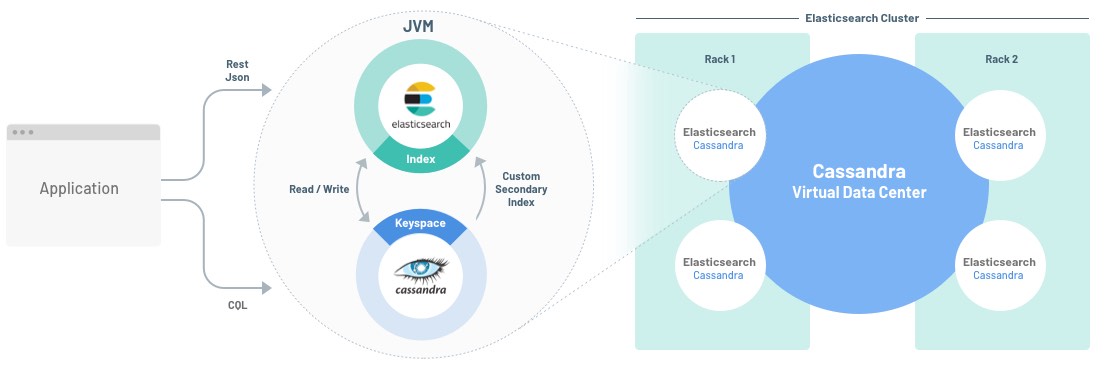 Application
Rest
Json
CQL
JVM
elasticsearch
Index
Read / Write
Custom
Secondary
Index
Keyspace
cassandra
Elasticsearch Cluster
Rack 1
Elasticsearch
Cassandra
Elasticsearch
Cassandra
Cassandra
Virtual Data Center
Rack 2
Elasticsearch
Cassandra
Elasticsearch
Cassandra